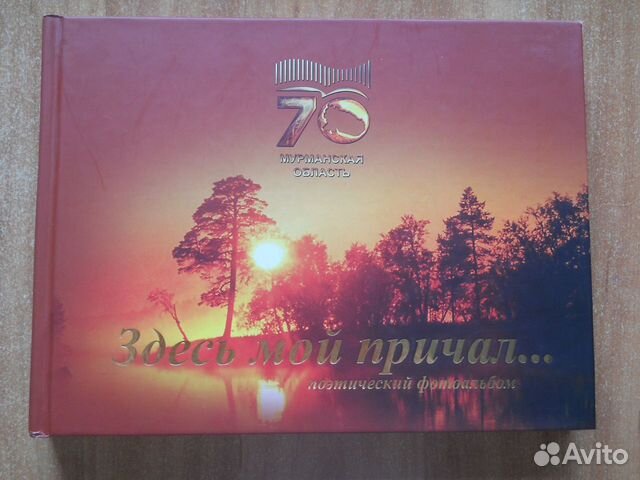 70
МУРМАНСКАЯ
ОБЛАСТЬ
Здесь мой причал...
поэтический фотоальбом
Avito